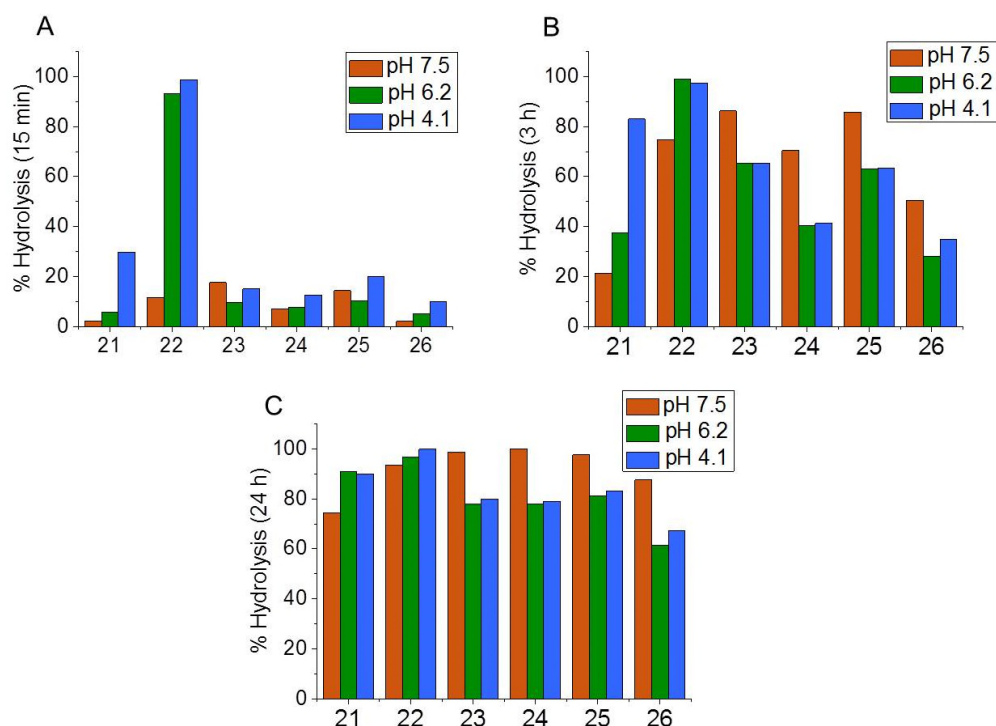 A
% Hydrolysis (15 min)
100
80
60
40
20
0
21 22 23 24 25 26
pH 7.5
pH 6.2
pH 4.1
B
% Hydrolysis (3 h)
100
80
60
40
20
0
21 22 23 24 25 26
pH 7.5
pH 6.2
pH 4.1
C
% Hydrolysis (24 h)
100
80
60
40
20
0
21 22 23 24 25 26
pH 7.5
pH 6.2
pH 4.1